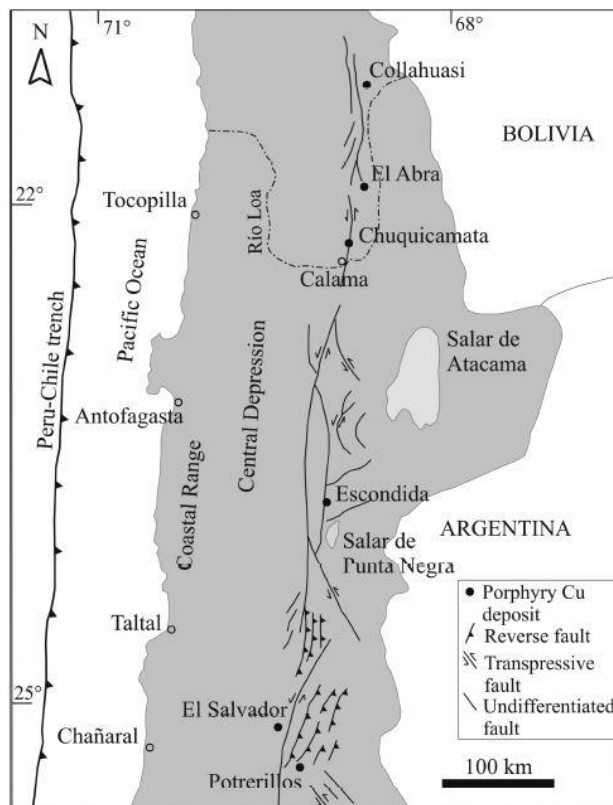 71°
68°
N
Collahuasi
BOLIVIA
El Abra
22°
Tocopilla
Río Loa
Chuquicamata
Calama
Pacific Ocean
Peru-Chile trench
Central Depression
Salar de
Atacama
Antofagasta
Coastal Range
Escondida
ARGENTINA
Salar de
Punta Negra
Porphyry Cu
deposit
Reverse fault
Transpressive
fault
Undifferentiated
fault
Taltal
25°
El Salvador
Chañaral
Potrerillos
100 km